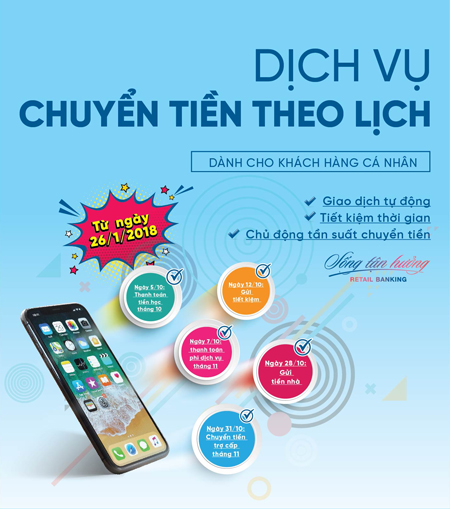 DỊCH VỤ
CHUYỂN TIỀN THEO LỊCH
DÀNH CHO KHÁCH HÀNG CÁ NHÂN
Giao dịch tự động
Tiết kiệm thời gian
Chủ động tần suất chuyển tiền
Sống tận hưởng
RETAIL BANKING
Từ ngày
26/1/2018
Ngày 5/10:
Thanh toán
tiền học
tháng 10
Ngày 12/10:
Gửi
tiết kiệm
Ngày 7/10:
thanh toán
phí dịch vụ
tháng 11
Ngày 28/10:
Gửi
tiền nhà
Ngày 31/10:
Chuyển tiền
trợ cấp
tháng 11